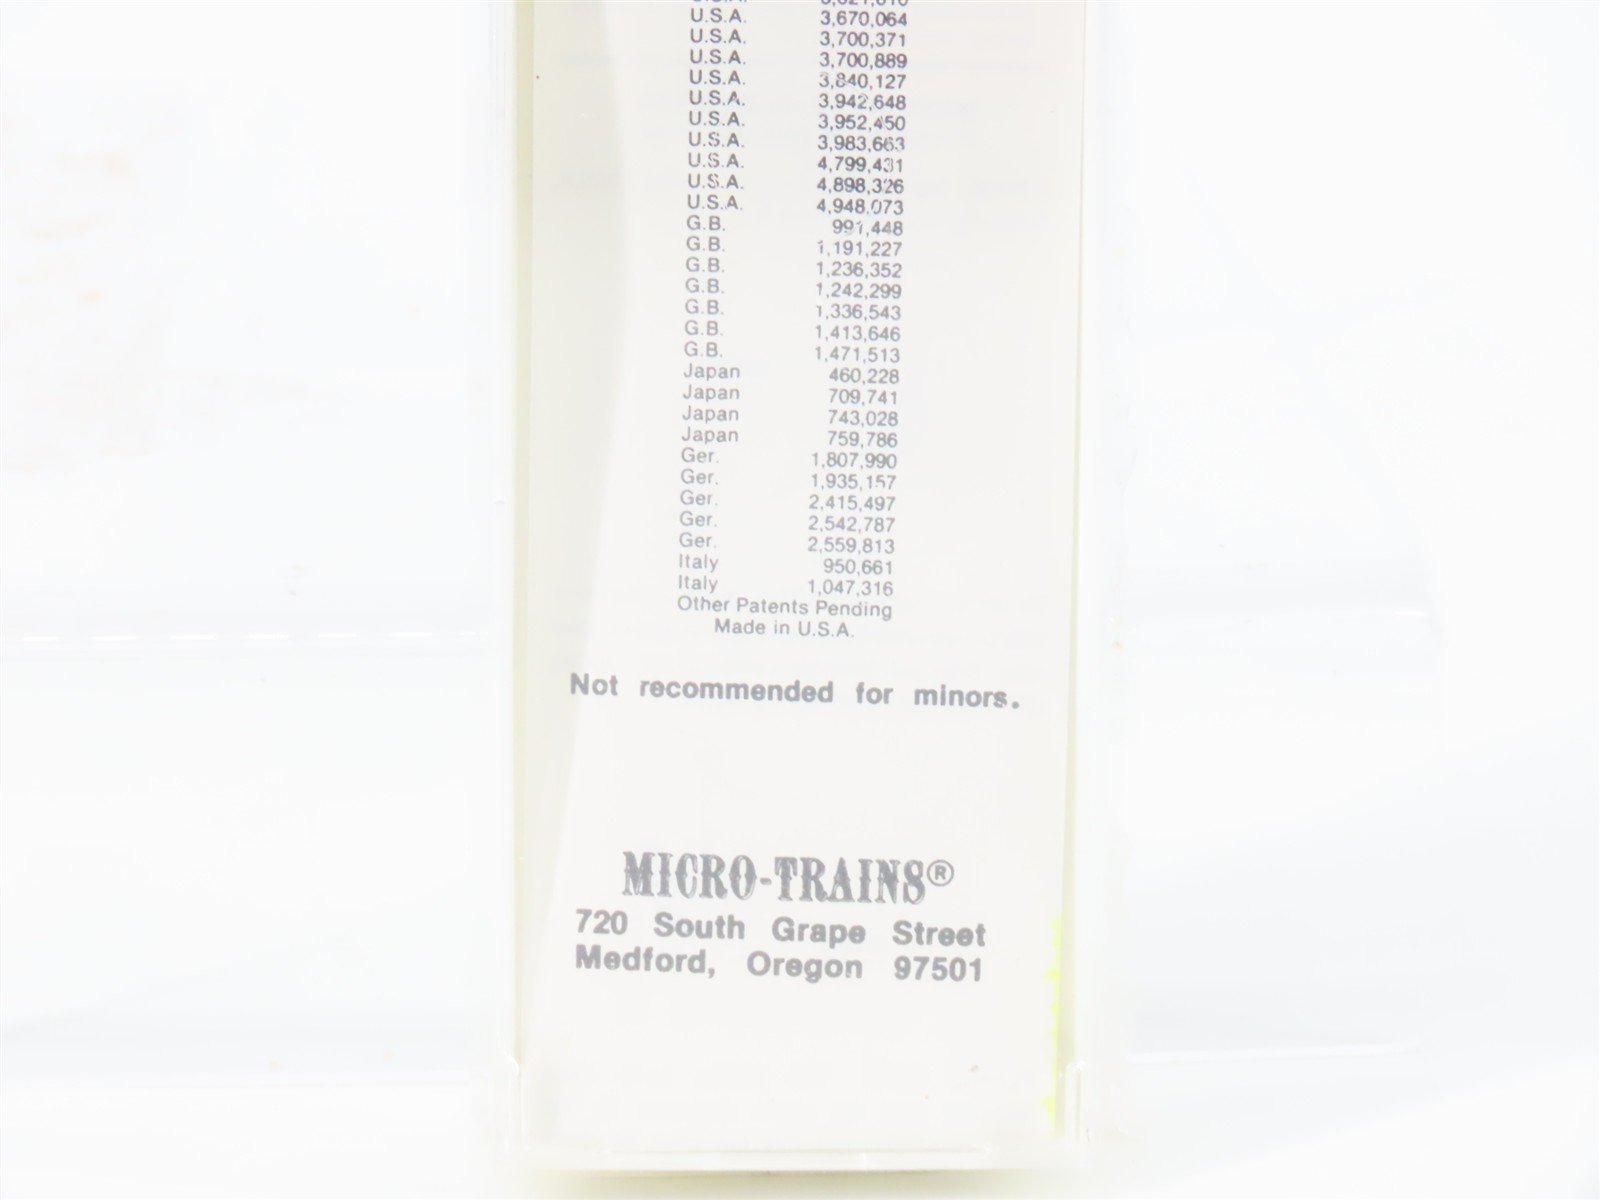 U.S.A. 3,670,064
U.S.A. 3,700,371
U.S.A. 3,700,889
U.S.A. 3,840,127
U.S.A. 3,942,648
U.S.A. 3,952,450
U.S.A. 3,983,663
U.S.A. 4,799,431
U.S.A. 4,898,326
U.S.A. 4,948,073
G.B. 991,448
G.B. 1,191,227
G.B. 1,236,352
G.B. 1,242,299
G.B. 1,336,543
G.B. 1,413,646
G.B. 1,471,513
Japan 460,228
Japan 709,741
Japan 743,028
Japan 759,786
Ger. 1,807,990
Ger. 1,935,157
Ger. 2,415,497
Ger. 2,542,787
Ger. 2,559,813
Italy 950,661
Italy 1,047,316
Other Patents Pending
Made in U.S.A.
Not recommended for minors.
MICRO-TRAINS®
720 South Grape Street
Medford, Oregon 97501